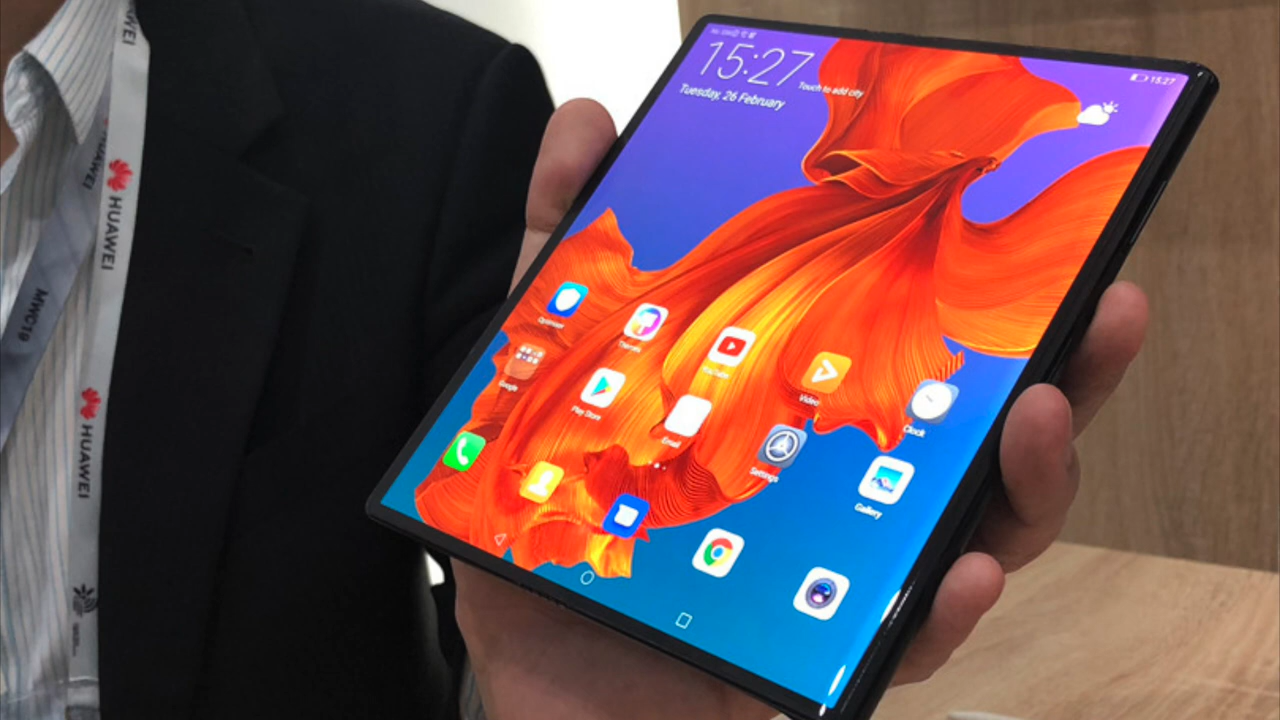 HUAWEI
HUAWEI
HUAWEI
HUAWEI
MWC19
15:27
Tuesday, 26 February
Touch to add city
15:27
Optimizer
Themes
YouTube
Video
Clock
Google
Play Store
Email
Settings
Gallery